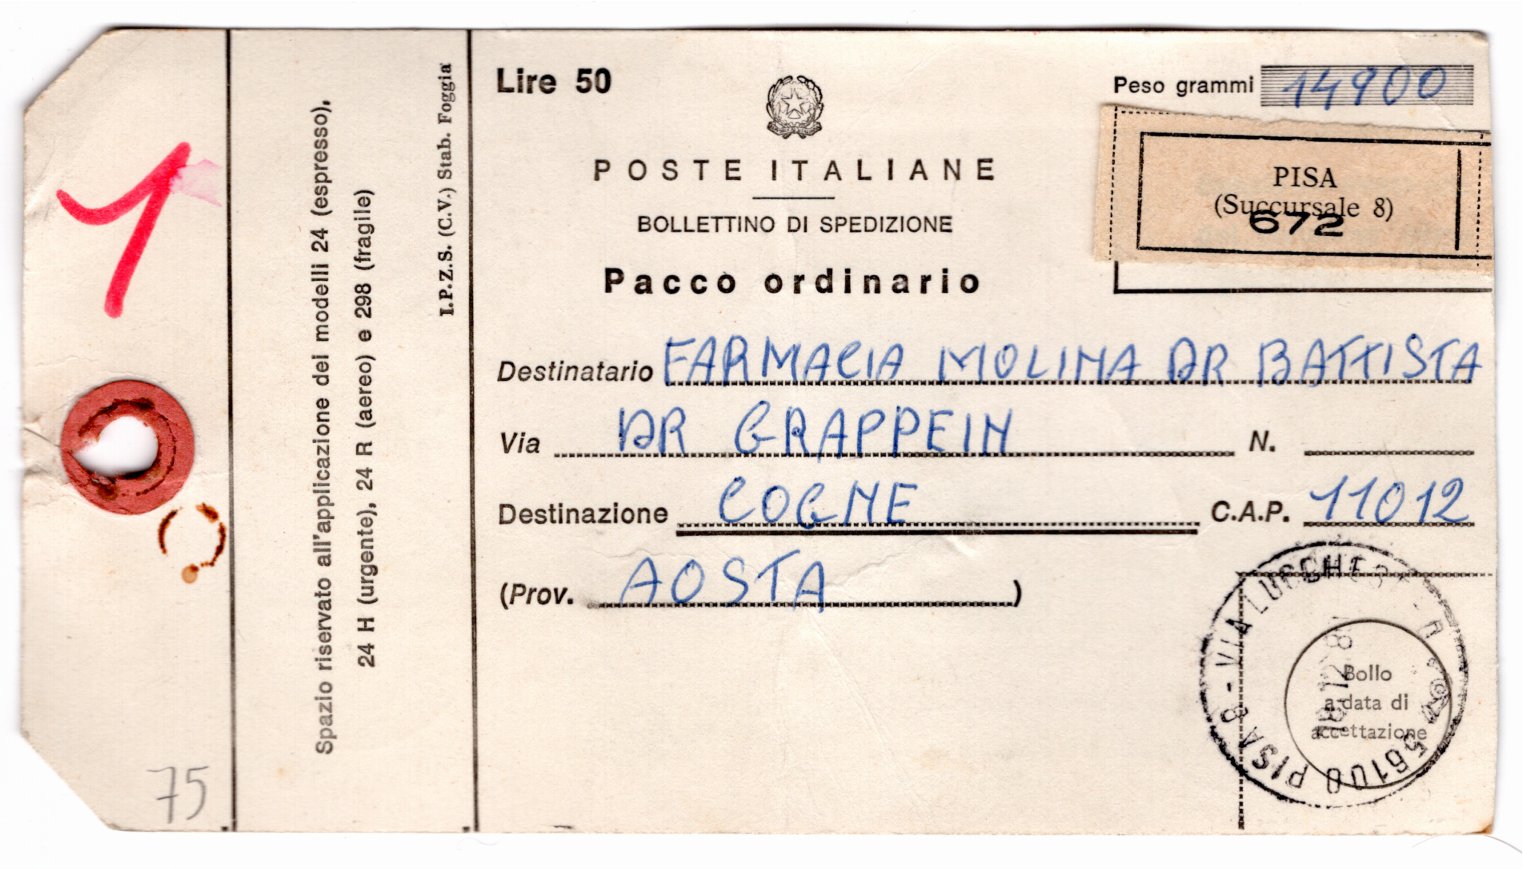 1
75
Spazio riservato all'applicazione dei modelli 24 (espresso),
24 H (urgente), 24 R (aereo) e 298 (fragile)
I.P.Z.S. (C.V.) Stab. Foggia
Lire 50
Peso grammi 14900
POSTE ITALIANE
BOLLETTINO DI SPEDIZIONE
Pacco ordinario
PISA
(Succursale 8)
672
Destinatario FARMACIA MOLINA DR BATTISTA
Via DR GRAPPEIN N.
Destinazione COGNE C.A.P. 11012
(Prov. AOSTA )
Bollo
a data di
accettazione
56100 PISA 8 - VIA